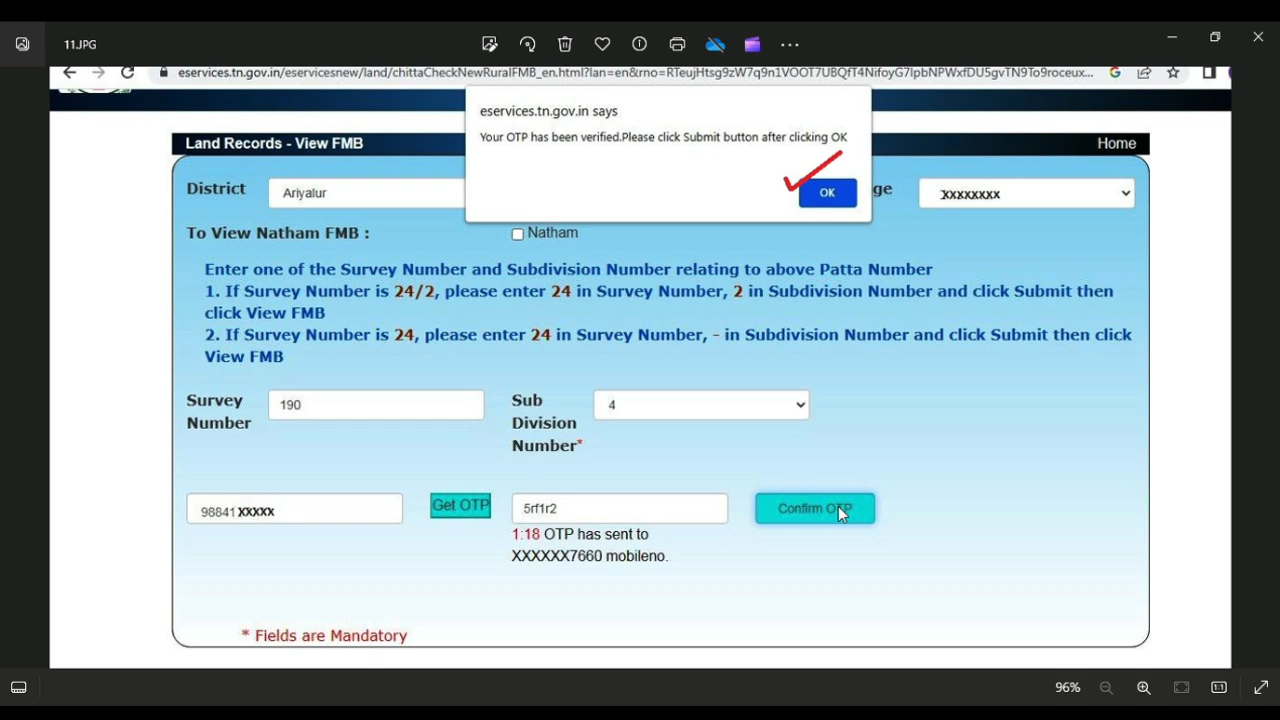 11.JPG
eservices.tn.gov.in/eservicesnew/land/chittaCheckNewRuralFMB_en.html?lan=en&rno=RTeujHtsg9zW7q9n1VOOT7UBQfT4NifoyG7lpbNPWxfDU5gvTN9To9roceux...
eservices.tn.gov.in says
Your OTP has been verified.Please click Submit button after clicking OK
OK
Land Records - View FMB
Home
District
Ariyalur
ge
xxxxxxxx
To View Natham FMB :
Natham
Enter one of the Survey Number and Subdivision Number relating to above Patta Number
1. If Survey Number is 24/2, please enter 24 in Survey Number, 2 in Subdivision Number and click Submit then
click View FMB
2. If Survey Number is 24, please enter 24 in Survey Number, - in Subdivision Number and click Submit then click
View FMB
Survey
Number
190
Sub
Division
Number*
4
98841 xxxxx
Get OTP
5rf1r2
Confirm OTP
1:18 OTP has sent to
XXXXXX7660 mobileno.
* Fields are Mandatory
96%
1:1